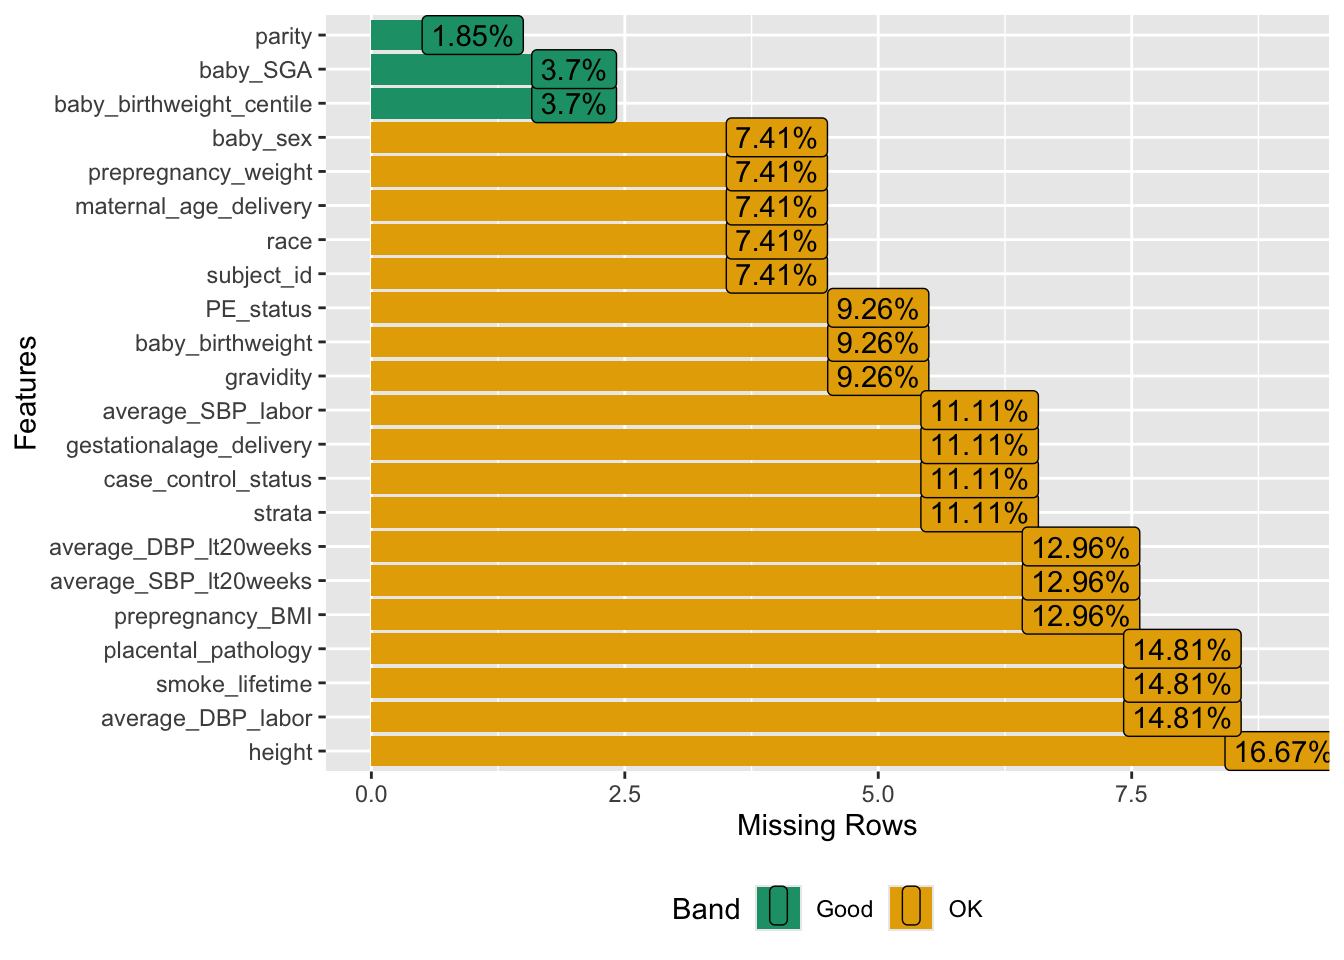 parity 1.85%
baby_SGA 3.7%
baby_birthweight_centile 3.7%
baby_sex 7.41%
prepregnancy_weight 7.41%
maternal_age_delivery 7.41%
race 7.41%
subject_id 7.41%
PE_status 9.26%
baby_birthweight 9.26%
gravidity 9.26%
average_SBP_labor 11.11%
gestationalage_delivery 11.11%
case_control_status 11.11%
strata 11.11%
average_DBP_lt20weeks 12.96%
average_SBP_lt20weeks 12.96%
prepregnancy_BMI 12.96%
placental_pathology 14.81%
smoke_lifetime 14.81%
average_DBP_labor 14.81%
height 16.67%
Features
0.0 2.5 5.0 7.5
Missing Rows
Band Good OK